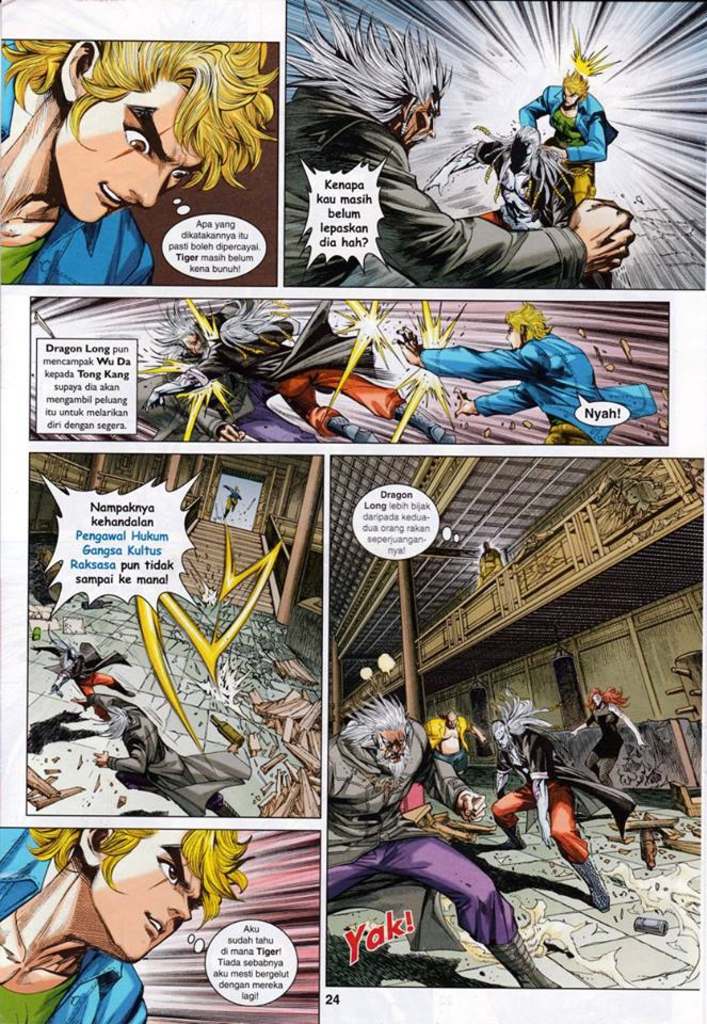 Apa yang
dikatakannya itu
pasti boleh dipercayai.
Tiger masih belum
kena bunuh!
Kenapa
kau masih
belum
lepaskan
dia hah?
Dragon Long pun
mencampak Wu Da
kepada Tong Kang
supaya dia akan
mengambil peluang
itu untuk melarikan
diri dengan segera.
Nyah!
Nampaknya
kehandalan
Pengawal Hukum
Gangsa Kultus
Raksasa pun tidak
sampai ke mana!
Dragon
Long lebih bijak
daripada kedua-
dua orang rakan
seperjuangan-
nya!
Yak!
Aku
sudah tahu
di mana Tiger!
Tiada sebabnya
aku mesti bergelut
dengan mereka
lagi!
24